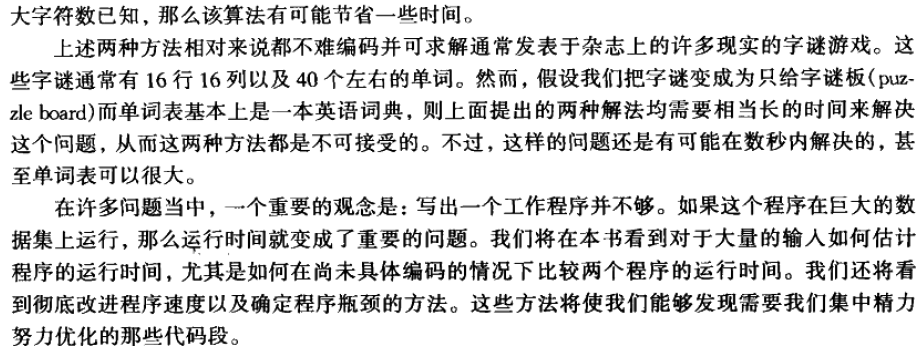 大字符数已知，那么该算法有可能节省一些时间。
上述两种方法相对来说都不难编码并可求解通常发表于杂志上的许多现实的字谜游戏。这
些字谜通常有 16 行 16 列以及 40 个左右的单词。然而，假设我们把字谜变成为只给字谜板(puz-
zle board)而单词表基本上是一本英语词典，则上面提出的两种解法均需要相当长的时间来解决
这个问题，从而这两种方法都是不可接受的。不过，这样的问题还是有可能在数秒内解决的，甚
至单词表可以很大。
在许多问题当中，一个重要的观念是：写出一个工作程序并不够。如果这个程序在巨大的数
据集上运行，那么运行时间就变成了重要的问题。我们将在本书看到对于大量的输人如何估计
程序的运行时间，尤其是如何在尚未具体编码的情况下比较两个程序的运行时间。我们还将看
到彻底改进程序速度以及确定程序瓶颈的方法。这些方法将使我们能够发现需要我们集中精力
努力优化的那些代码段。